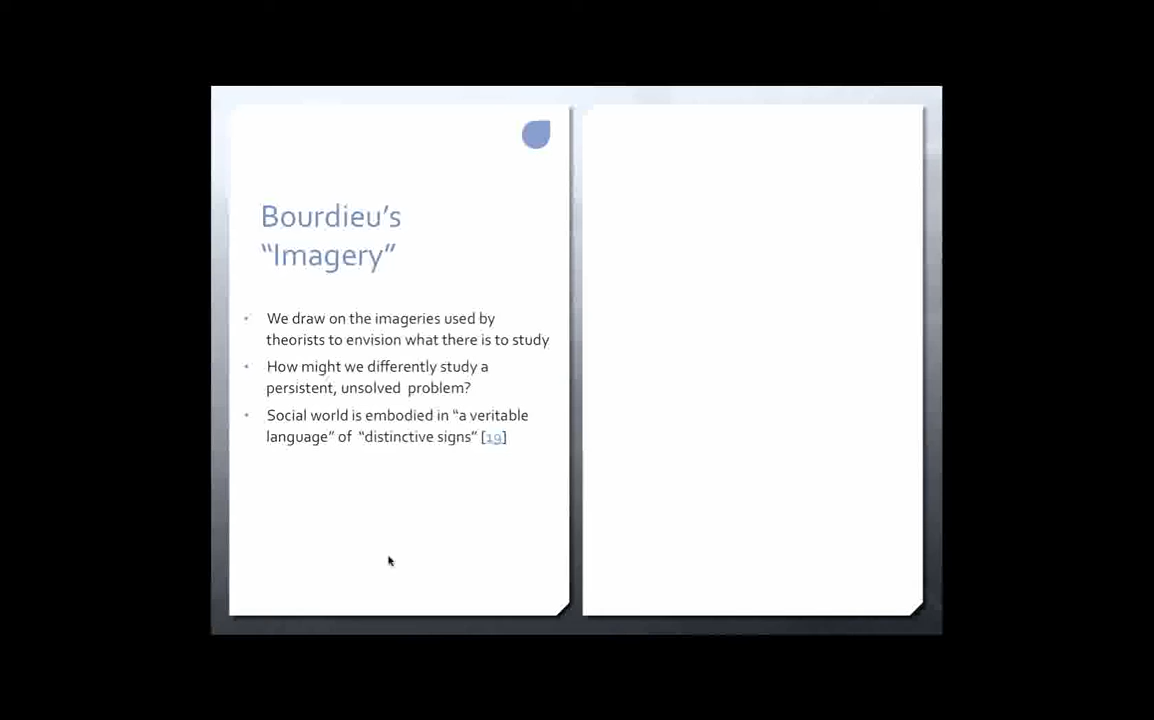 Bourdieu’s
“Imagery”
• We draw on the imageries used by
theorists to envision what there is to study
• How might we differently study a
persistent, unsolved problem?
• Social world is embodied in “a veritable
language” of “distinctive signs” [19]